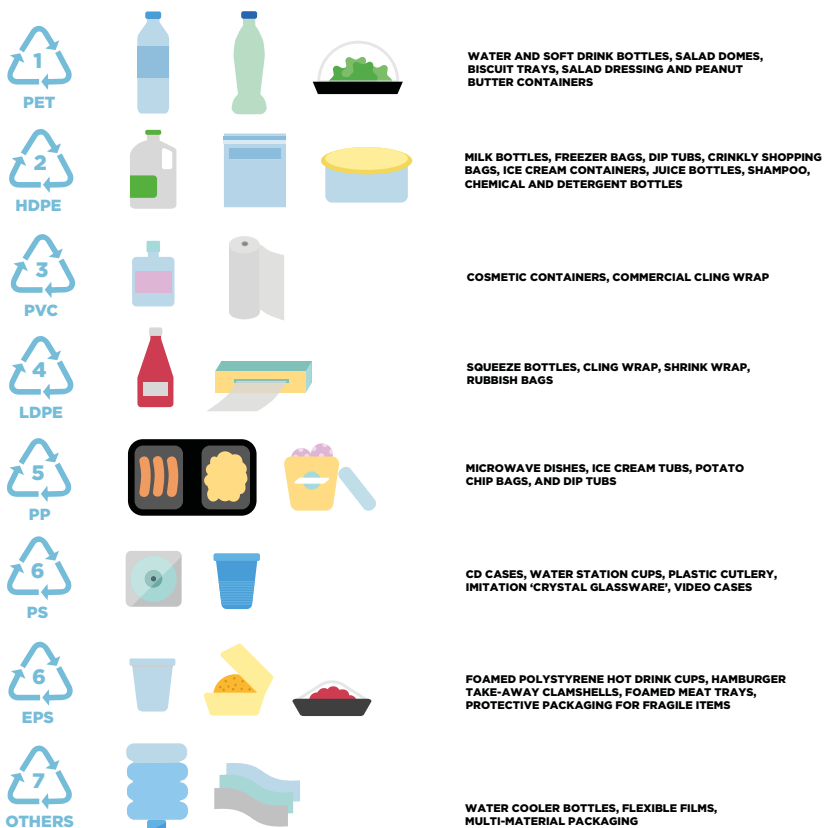 1
PET
WATER AND SOFT DRINK BOTTLES, SALAD DOMES,
BISCUIT TRAYS, SALAD DRESSING AND PEANUT
BUTTER CONTAINERS
2
HDPE
MILK BOTTLES, FREEZER BAGS, DIP TUBS, CRINKLY SHOPPING
BAGS, ICE CREAM CONTAINERS, JUICE BOTTLES, SHAMPOO,
CHEMICAL AND DETERGENT BOTTLES
3
PVC
COSMETIC CONTAINERS, COMMERCIAL CLING WRAP
4
LDPE
SQUEEZE BOTTLES, CLING WRAP, SHRINK WRAP,
RUBBISH BAGS
5
PP
MICROWAVE DISHES, ICE CREAM TUBS, POTATO
CHIP BAGS, AND DIP TUBS
6
PS
CD CASES, WATER STATION CUPS, PLASTIC CUTLERY,
IMITATION ‘CRYSTAL GLASSWARE’, VIDEO CASES
6
EPS
FOAMED POLYSTYRENE HOT DRINK CUPS, HAMBURGER
TAKE-AWAY CLAMSHELLS, FOAMED MEAT TRAYS,
PROTECTIVE PACKAGING FOR FRAGILE ITEMS
7
OTHERS
WATER COOLER BOTTLES, FLEXIBLE FILMS,
MULTI-MATERIAL PACKAGING